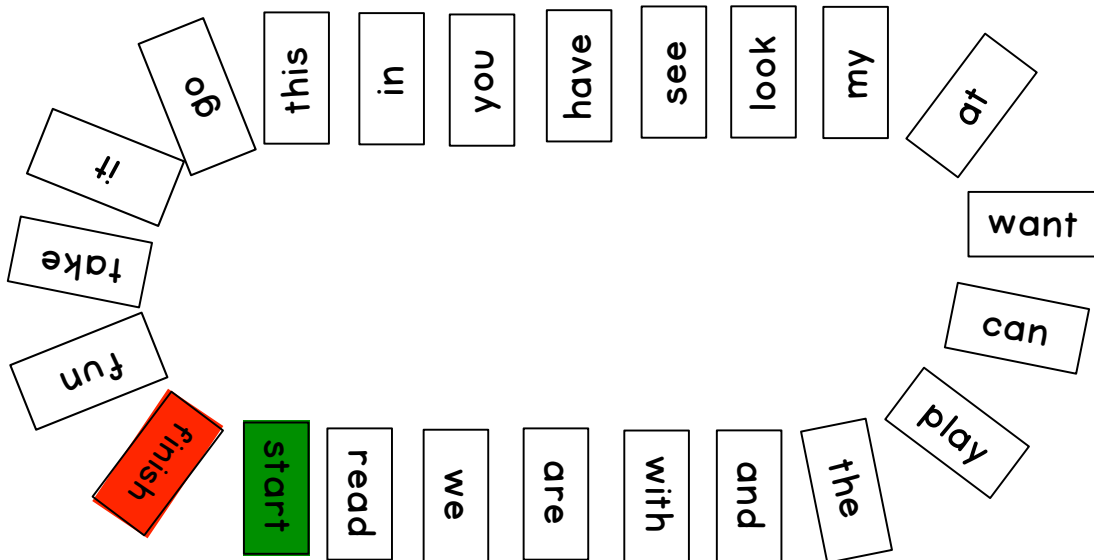 start
read
we
are
with
and
the
play
can
want
at
my
look
see
have
you
in
this
go
it
take
fun
finish